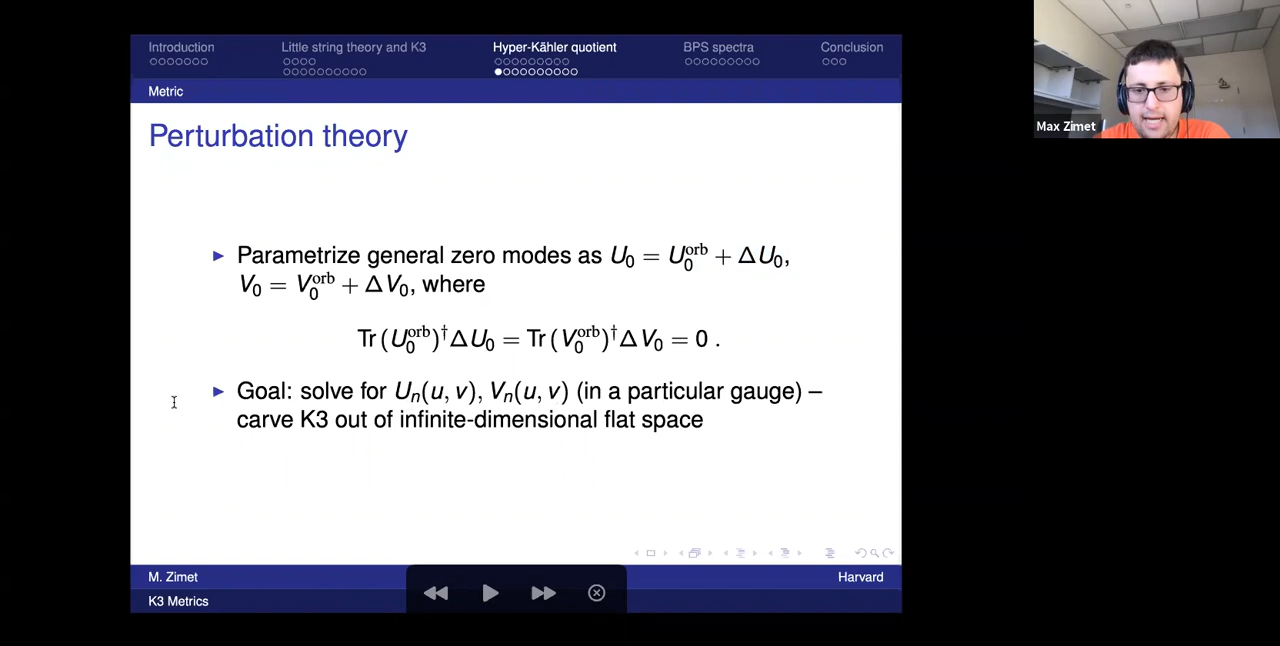 Introduction Little string theory and K3 Hyper-Kähler quotient BPS spectra Conclusion
Metric
Perturbation theory
Max Zimet
► Parametrize general zero modes as U₀ = U₀^orb + ΔU₀,
V₀ = V₀^orb + ΔV₀, where
Tr (U₀^orb)†ΔU₀ = Tr (V₀^orb)†ΔV₀ = 0 .
► Goal: solve for Uₙ(u, v), Vₙ(u, v) (in a particular gauge) –
carve K3 out of infinite-dimensional flat space
M. Zimet Harvard
K3 Metrics